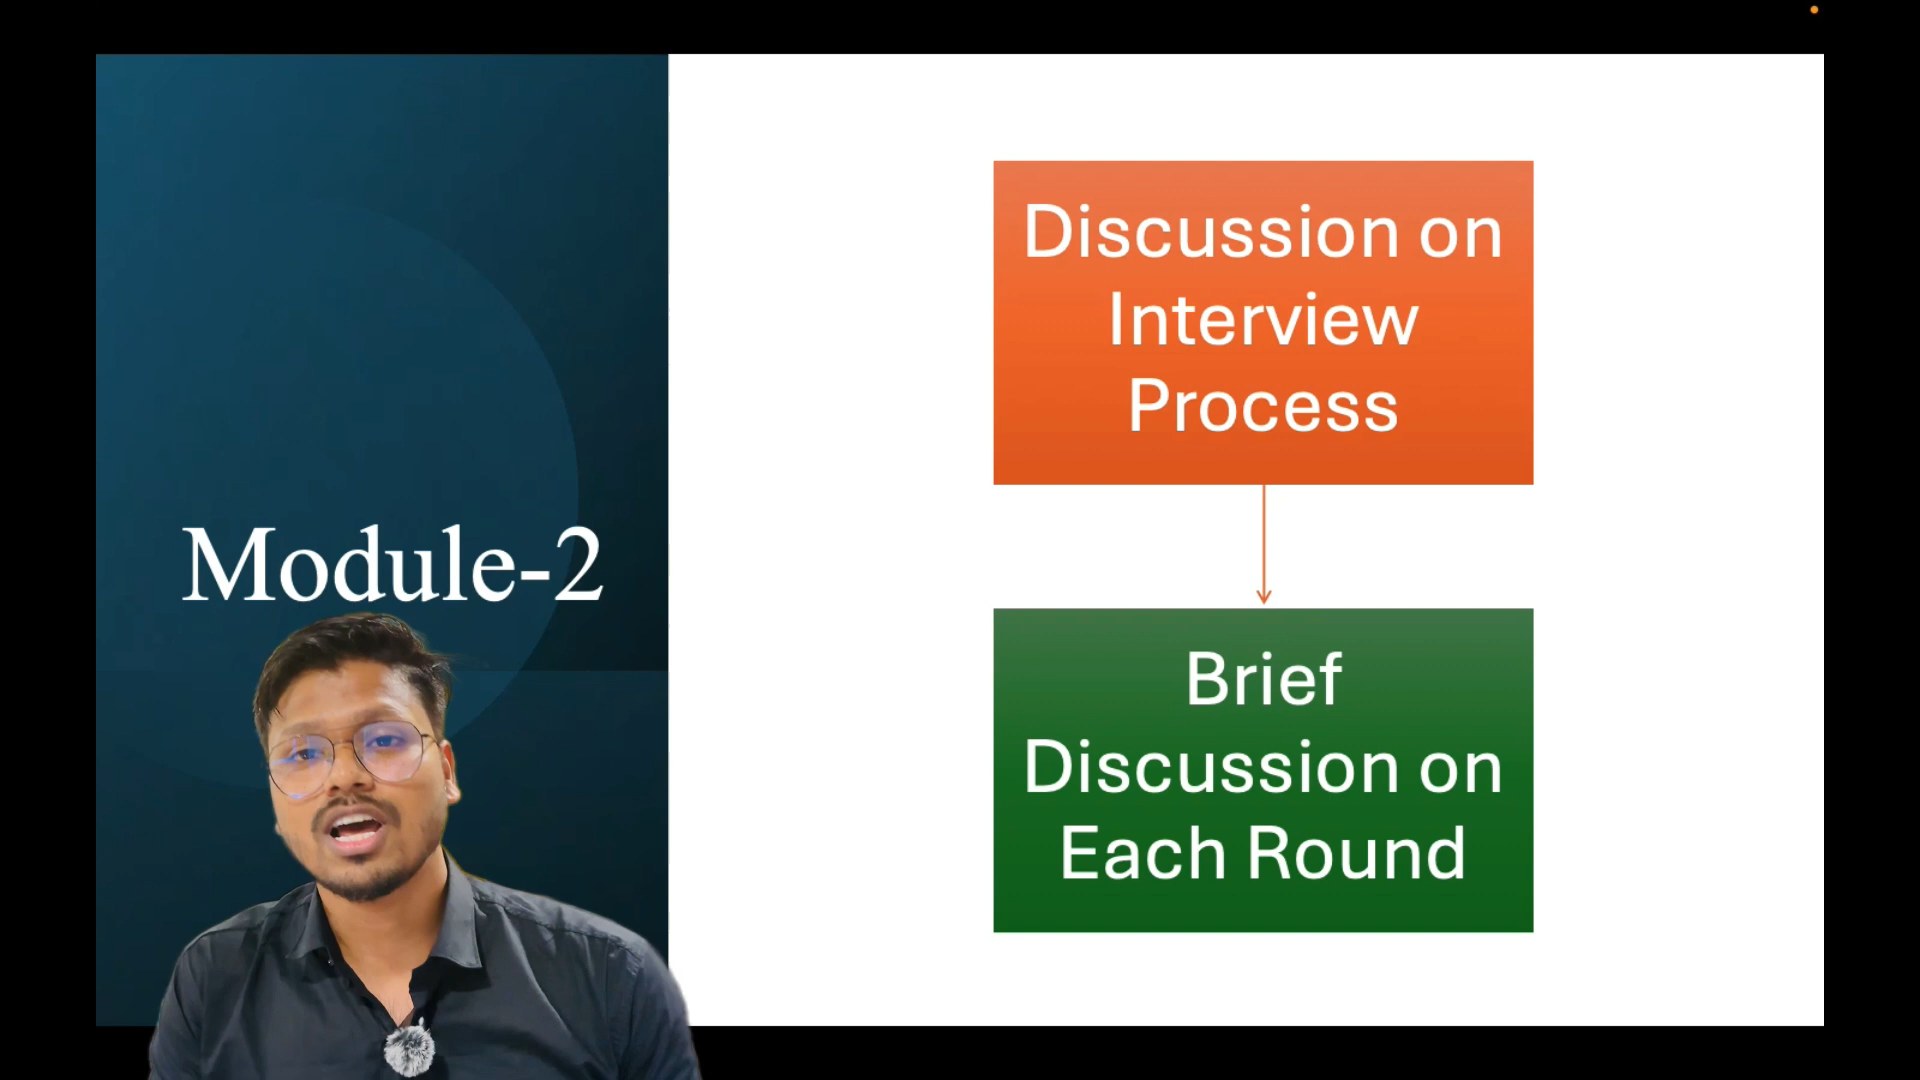 Module-2
Discussion on
Interview
Process
Brief
Discussion on
Each Round